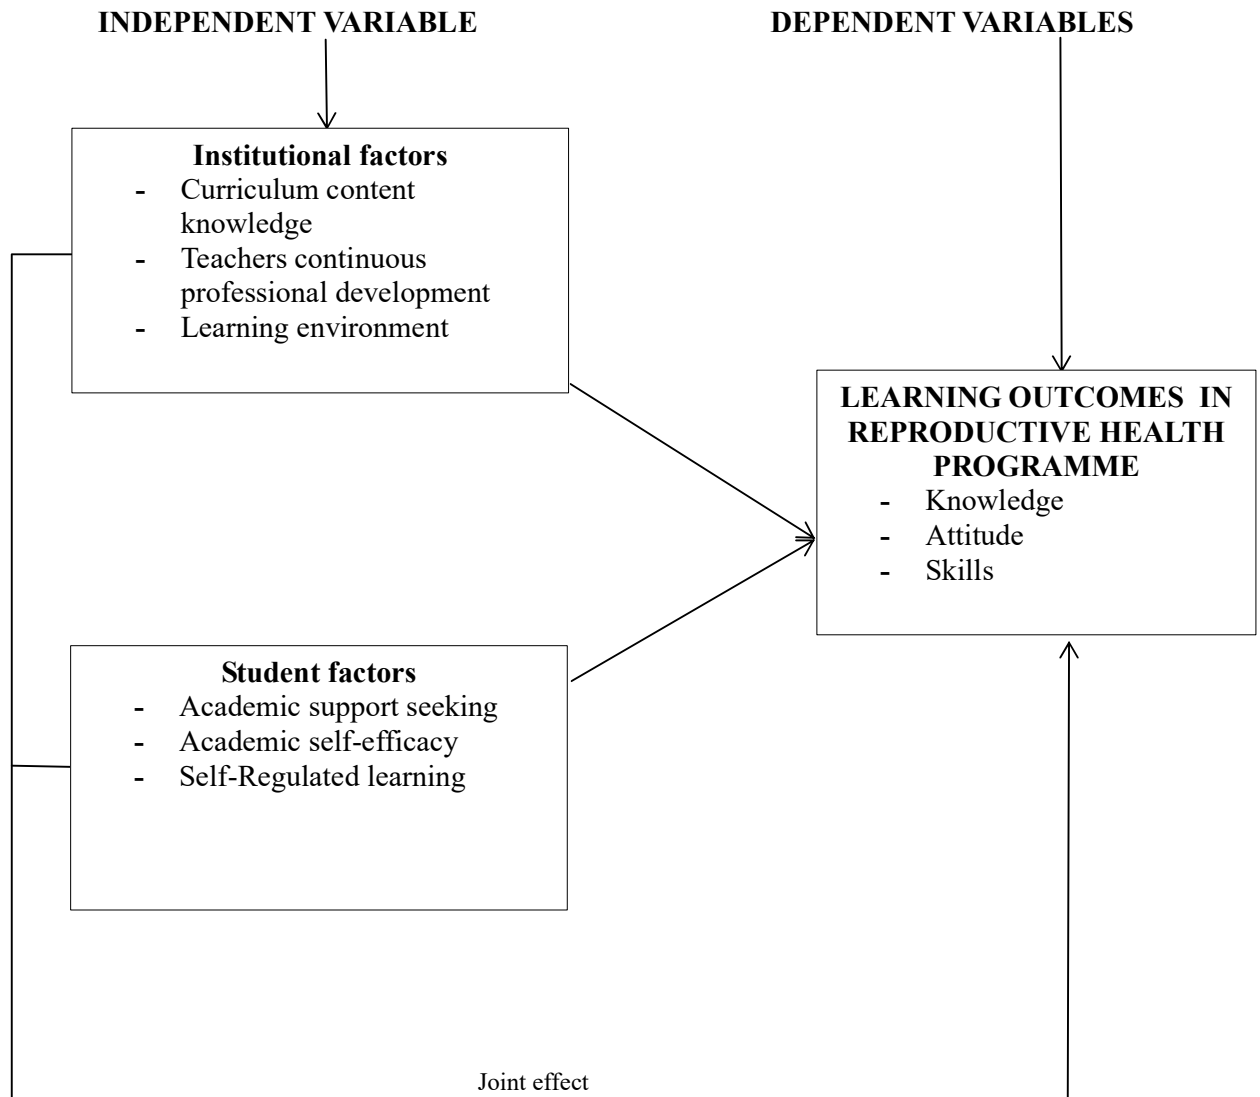 INDEPENDENT VARIABLE
DEPENDENT VARIABLES
Institutional factors
- Curriculum content
knowledge
- Teachers continuous
professional development
- Learning environment
LEARNING OUTCOMES IN
REPRODUCTIVE HEALTH
PROGRAMME
- Knowledge
- Attitude
- Skills
Student factors
- Academic support seeking
- Academic self-efficacy
- Self-Regulated learning
Joint effect